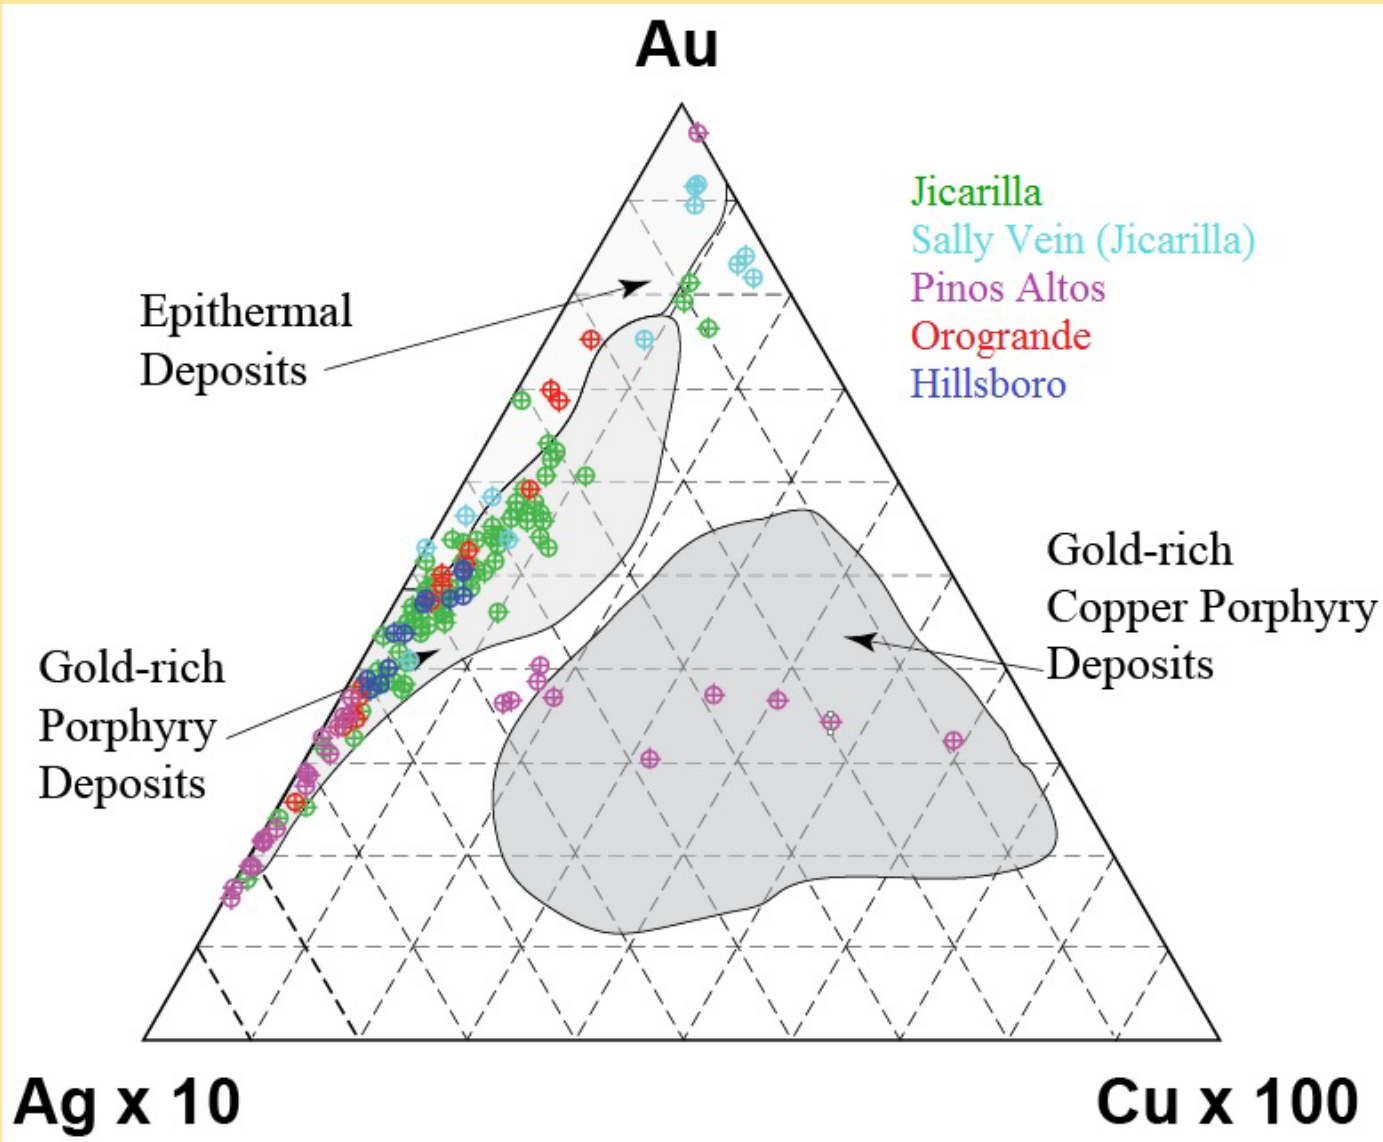 Au
Jicarilla
Sally Vein (Jicarilla)
Pinos Altos
Orogrande
Hillsboro
Epithermal
Deposits
Gold-rich
Copper Porphyry
Deposits
Gold-rich
Porphyry
Deposits
Ag x 10
Cu x 100